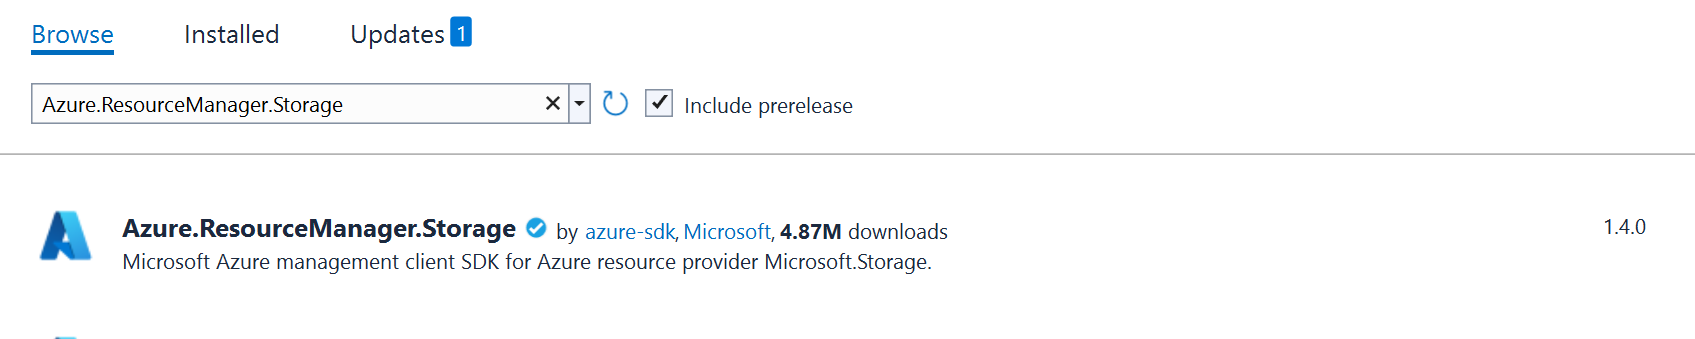 Browse Installed Updates 1
Azure.ResourceManager.Storage Include prerelease
Azure.ResourceManager.Storage by azure-sdk, Microsoft, 4.87M downloads 1.4.0
Microsoft Azure management client SDK for Azure resource provider Microsoft.Storage.